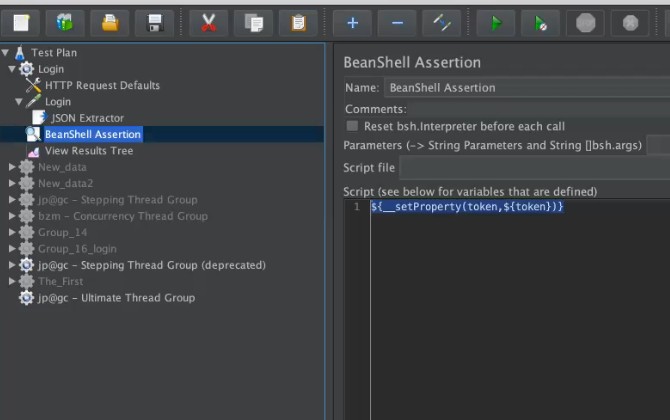 Test Plan
Login
HTTP Request Defaults
Login
JSON Extractor
BeanShell Assertion
View Results Tree
New_data
New_data2
jp@gc - Stepping Thread Group
bzm - Concurrency Thread Group
Group_14
Group_16_login
jp@gc - Stepping Thread Group (deprecated)
The_First
jp@gc - Ultimate Thread Group
BeanShell Assertion
Name: BeanShell Assertion
Comments:
Reset bsh.Interpreter before each call
Parameters (-> String Parameters and String []bsh.args)
Script file
Script (see below for variables that are defined)
1 ${__setProperty(token,${token})}